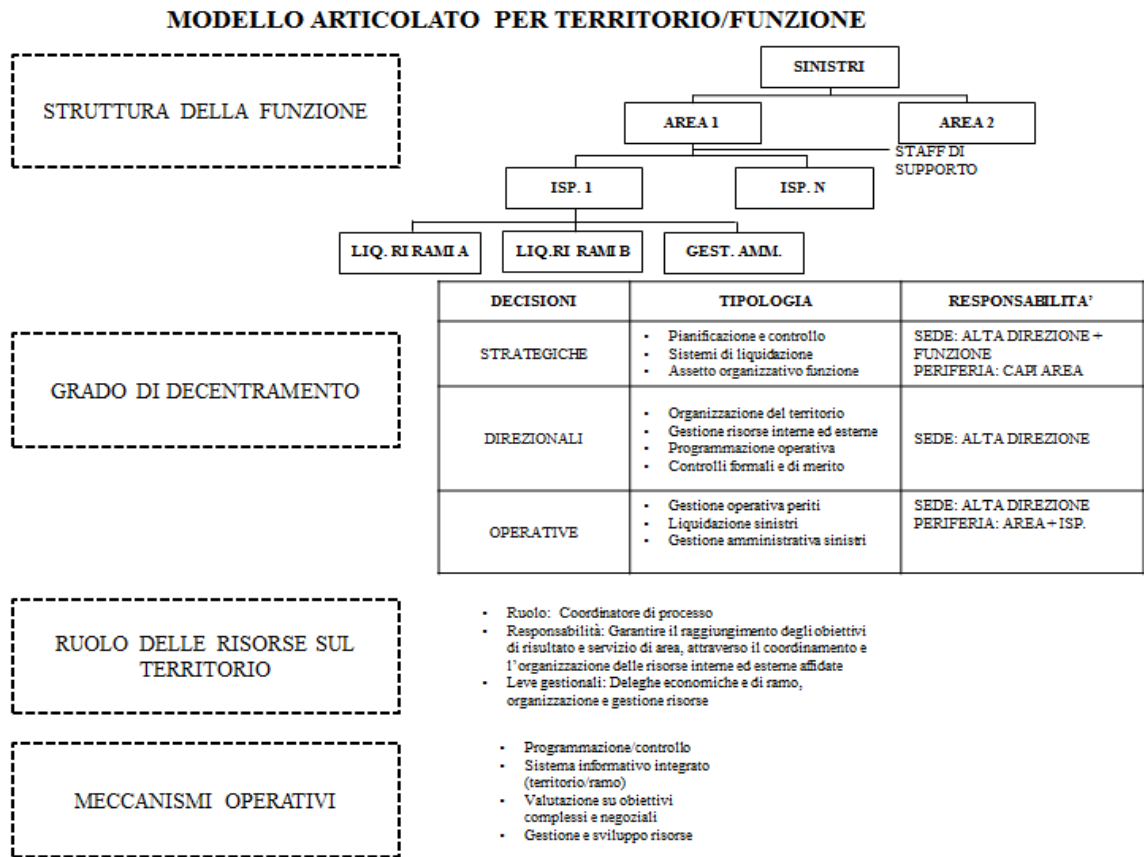 MODELLO ARTICOLATO PER TERRITORIO/FUNZIONE
STRUTTURA DELLA FUNZIONE
SINISTRI
AREA 1
AREA 2
STAFF DI
SUPPORTO
ISP. 1
ISP. N
LIQ. RI RAMI A
LIQ.RI RAMI B
GEST. AMM.
GRADO DI DECENTRAMENTO
DECISIONI
TIPOLOGIA
RESPONSABILITA’
STRATEGICHE
▪ Pianificazione e controllo
▪ Sistemi di liquidazione
▪ Assetto organizzativo funzione
SEDE: ALTA DIREZIONE +
FUNZIONE
PERIFERIA: CAPI AREA
DIREZIONALI
▪ Organizzazione del territorio
▪ Gestione risorse interne ed esterne
▪ Programmazione operativa
▪ Controlli formali e di merito
SEDE: ALTA DIREZIONE
OPERATIVE
▪ Gestione operativa periti
▪ Liquidazione sinistri
▪ Gestione amministrativa sinistri
SEDE: ALTA DIREZIONE
PERIFERIA: AREA + ISP.
RUOLO DELLE RISORSE SUL
TERRITORIO
▪ Ruolo: Coordinatore di processo
▪ Responsabilità: Garantire il raggiungimento degli obiettivi
di risultato e servizio di area, attraverso il coordinamento e
l’organizzazione delle risorse interne ed esterne affidate
▪ Leve gestionali: Deleghe economiche e di ramo,
organizzazione e gestione risorse
MECCANISMI OPERATIVI
▪ Programmazione/controllo
▪ Sistema informativo integrato
(territorio/ramo)
▪ Valutazione su obiettivi
complessi e negoziali
▪ Gestione e sviluppo risorse